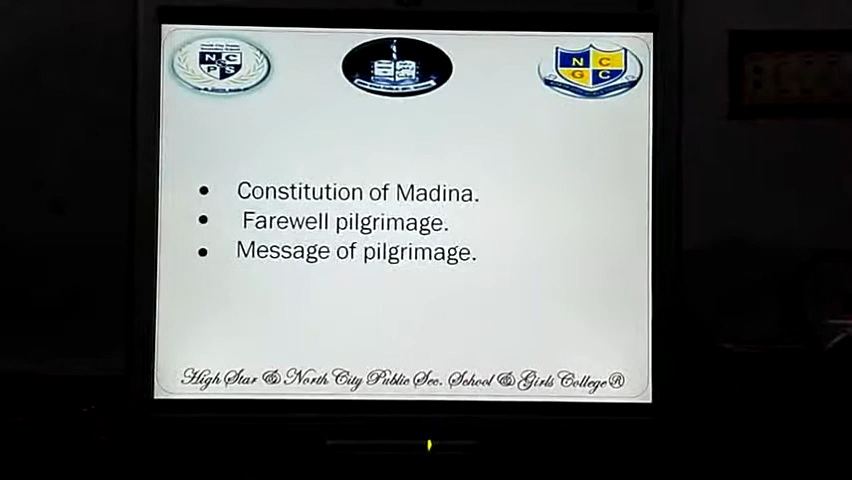 N C
P S
N C
G C
• Constitution of Madina.
• Farewell pilgrimage.
• Message of pilgrimage.
High Star & North City Public Sec. School & Girls College ®